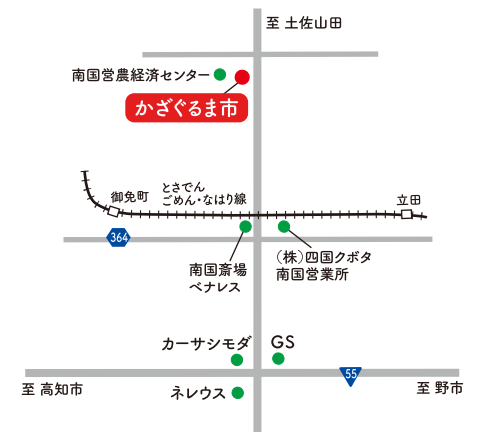 至 土佐山田
南国営農経済センター
かざぐるま市
御免町
とさでん
ごめん・なはり線
立田
364
南国斎場
ベナレス
（株）四国クボタ
南国営業所
カーサシモダ
GS
55
至 高知市
ネレウス
至 野市